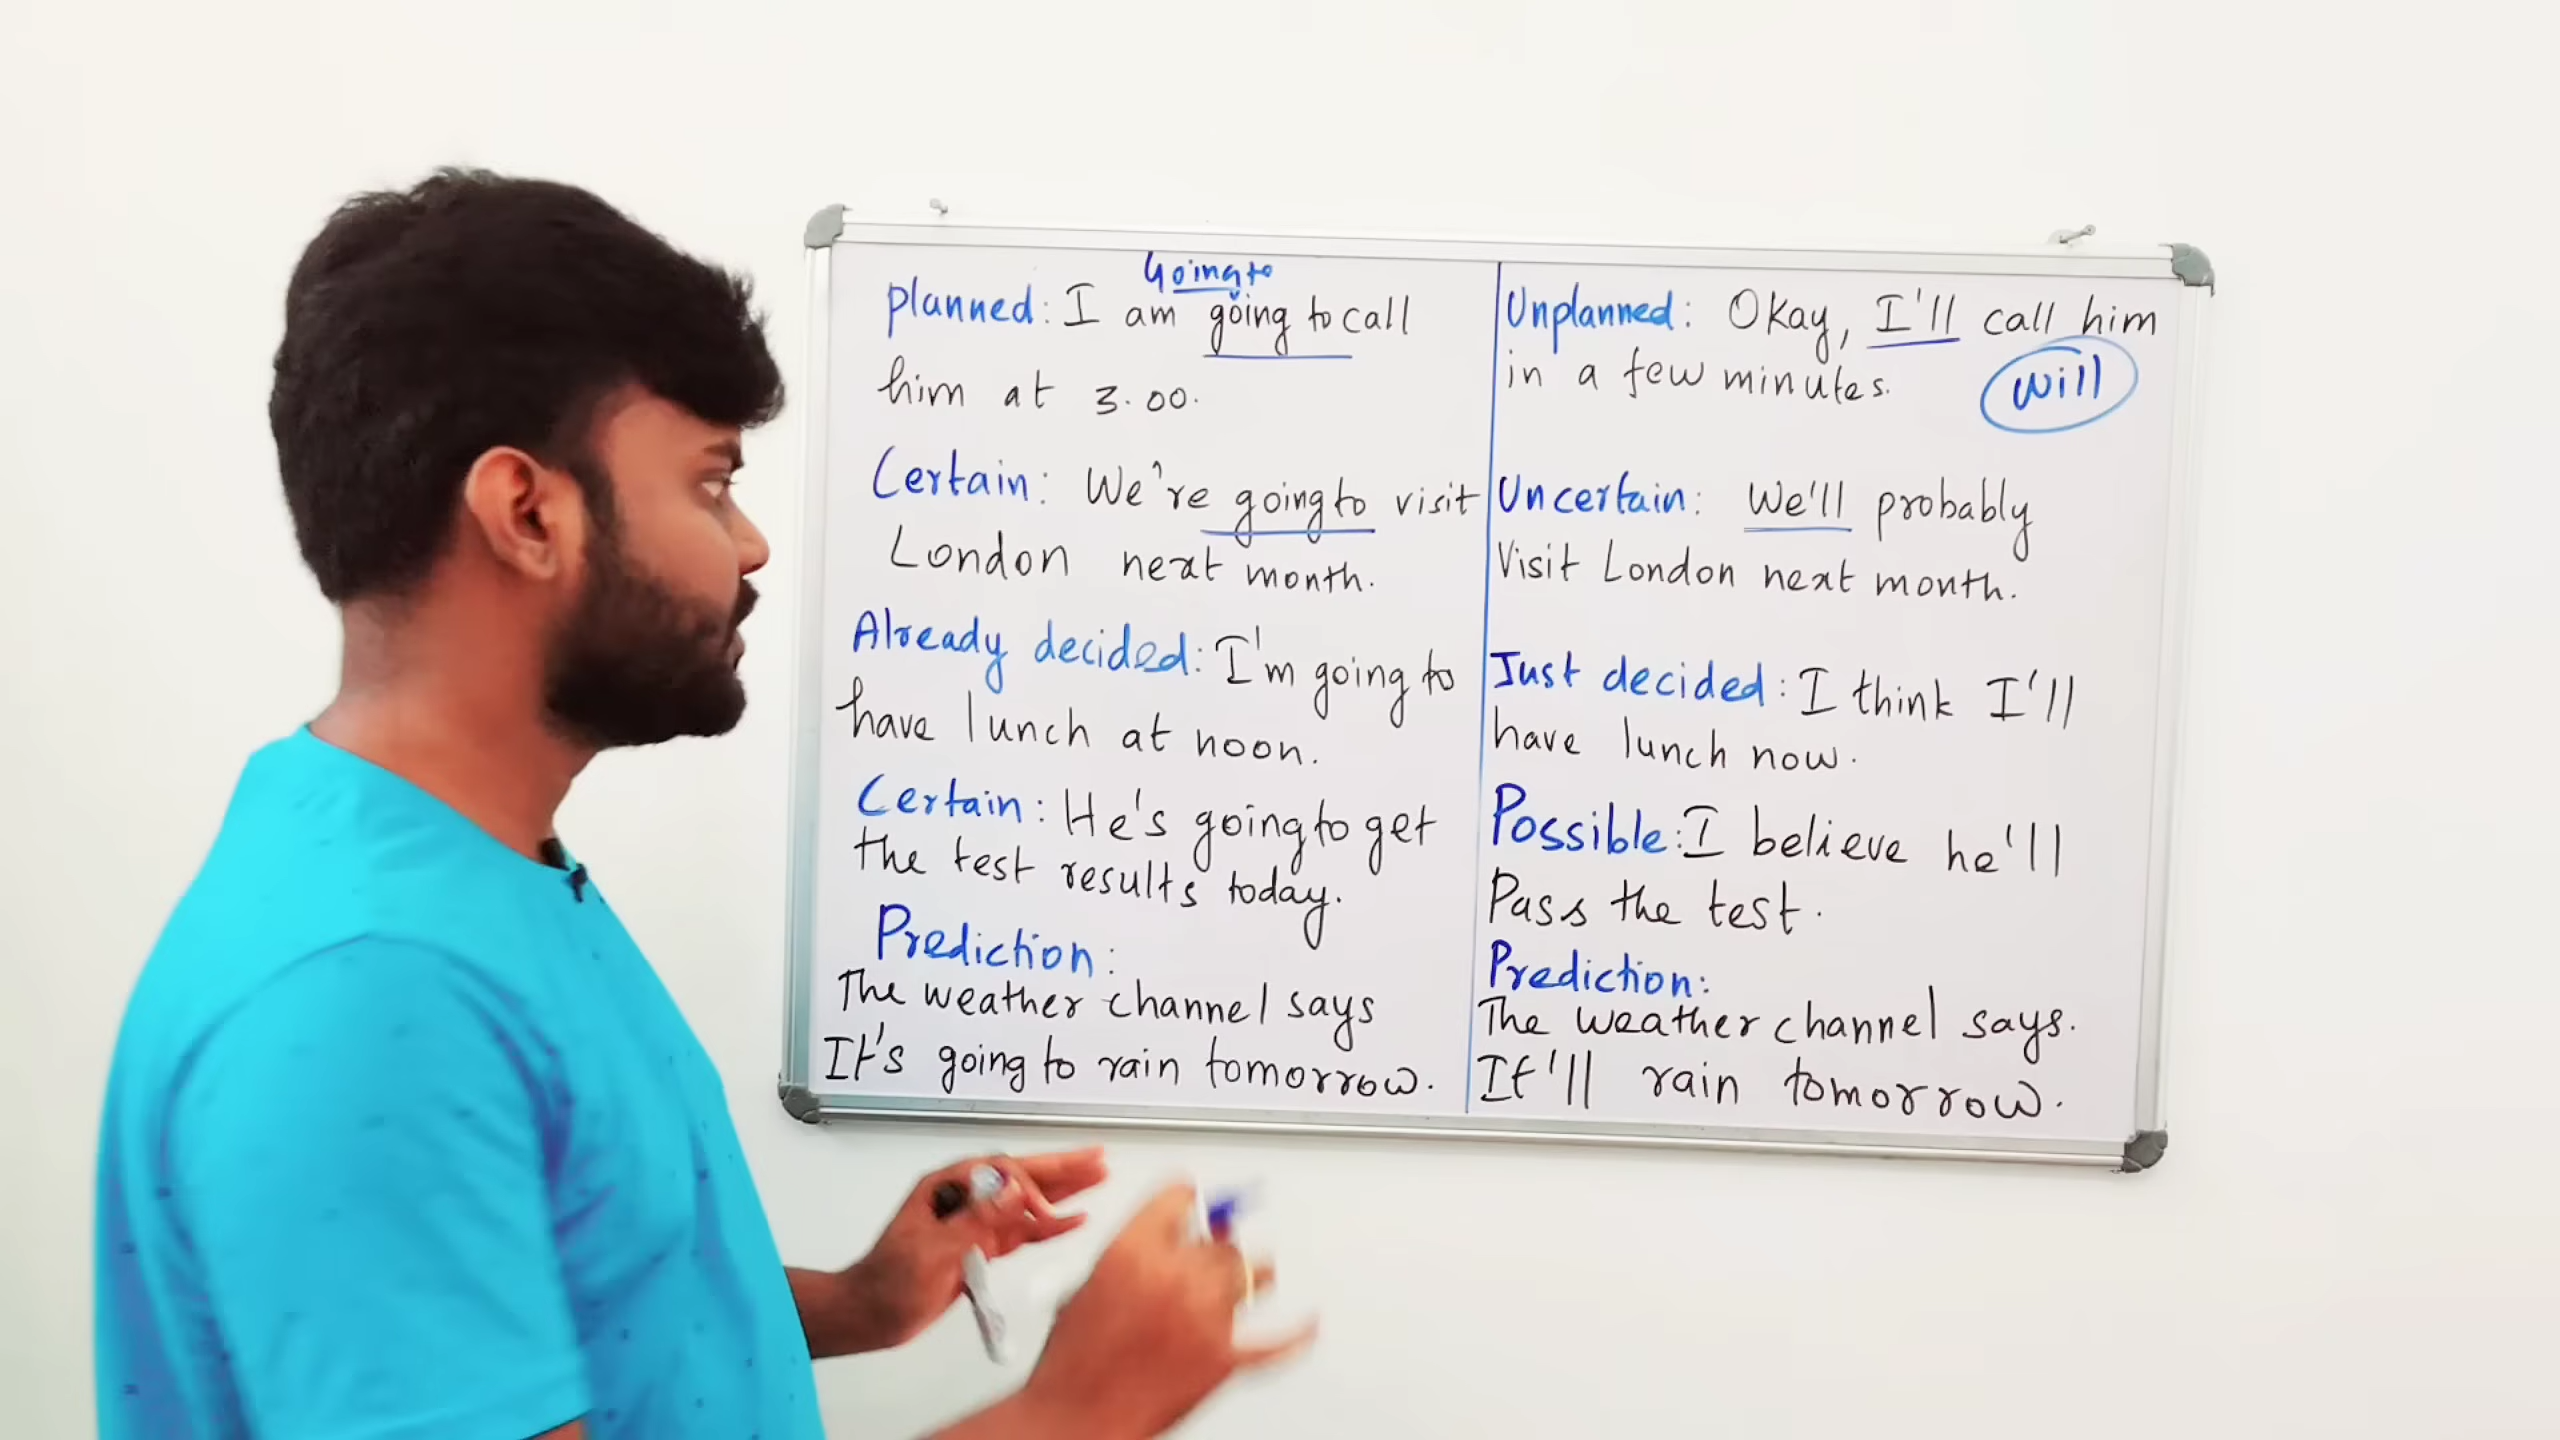 Going to
Planned: I am going to call
him at 3.00.
Certain: We're going to visit
London next month.
Already decided: I'm going to
have lunch at noon.
Certain: He's going to get
the test results today.
Prediction:
The weather channel says
It's going to rain tomorrow.
Unplanned: Okay, I'll call him
in a few minutes.
Will
Uncertain: We'll probably
Visit London next month.
Just decided: I think I'll
have lunch now.
Possible: I believe he'll
Pass the test.
Prediction:
The weather channel says.
It'll rain tomorrow.